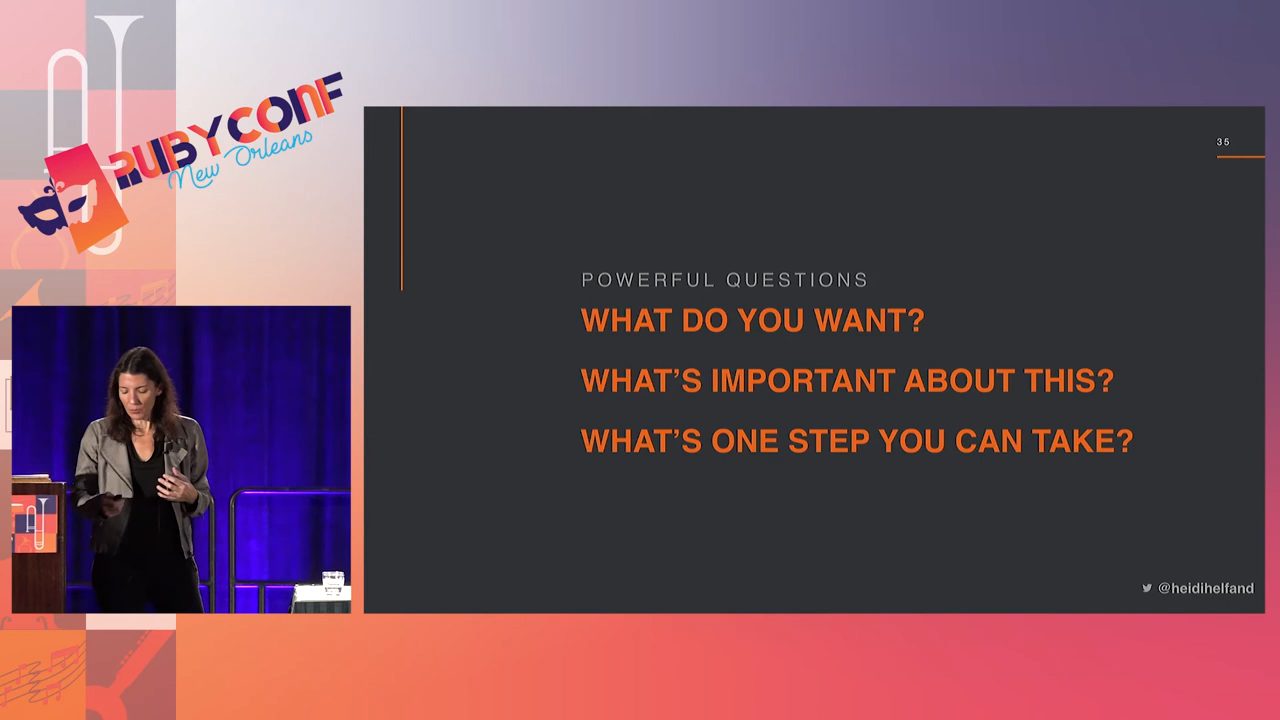 RUBYCONF
New Orleans
35
POWERFUL QUESTIONS
WHAT DO YOU WANT?
WHAT'S IMPORTANT ABOUT THIS?
WHAT'S ONE STEP YOU CAN TAKE?
@heidihelfand